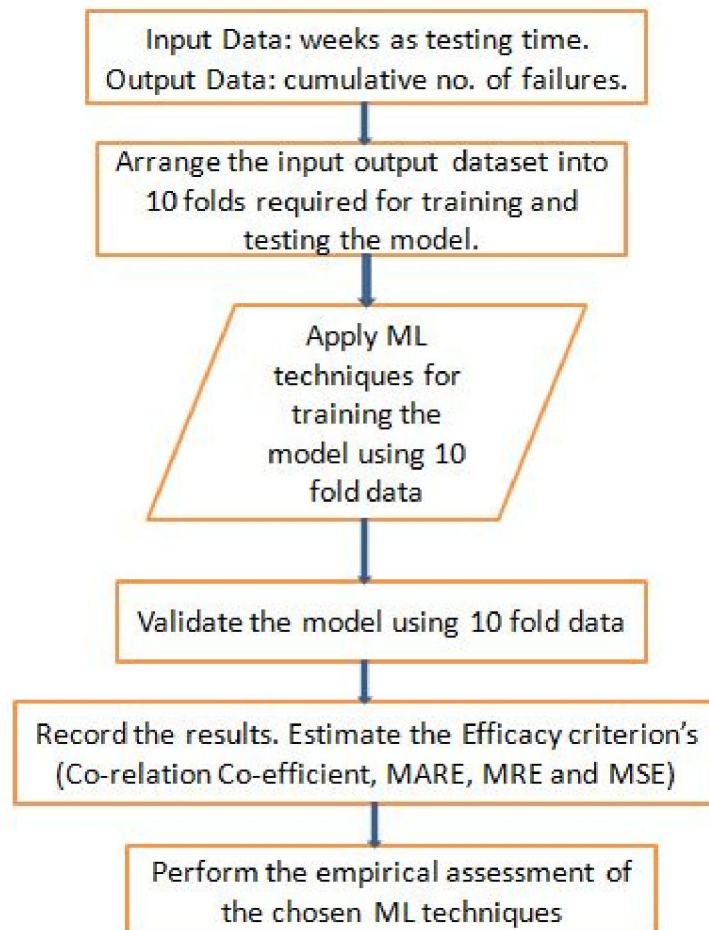 Input Data: weeks as testing time.
Output Data: cumulative no. of failures.
Arrange the input output dataset into
10 folds required for training and
testing the model.
Apply ML
techniques for
training the
model using 10
fold data
Validate the model using 10 fold data
Record the results. Estimate the Efficacy criterion's
(Co-relation Co-efficient, MARE, MRE and MSE)
Perform the empirical assessment of
the chosen ML techniques